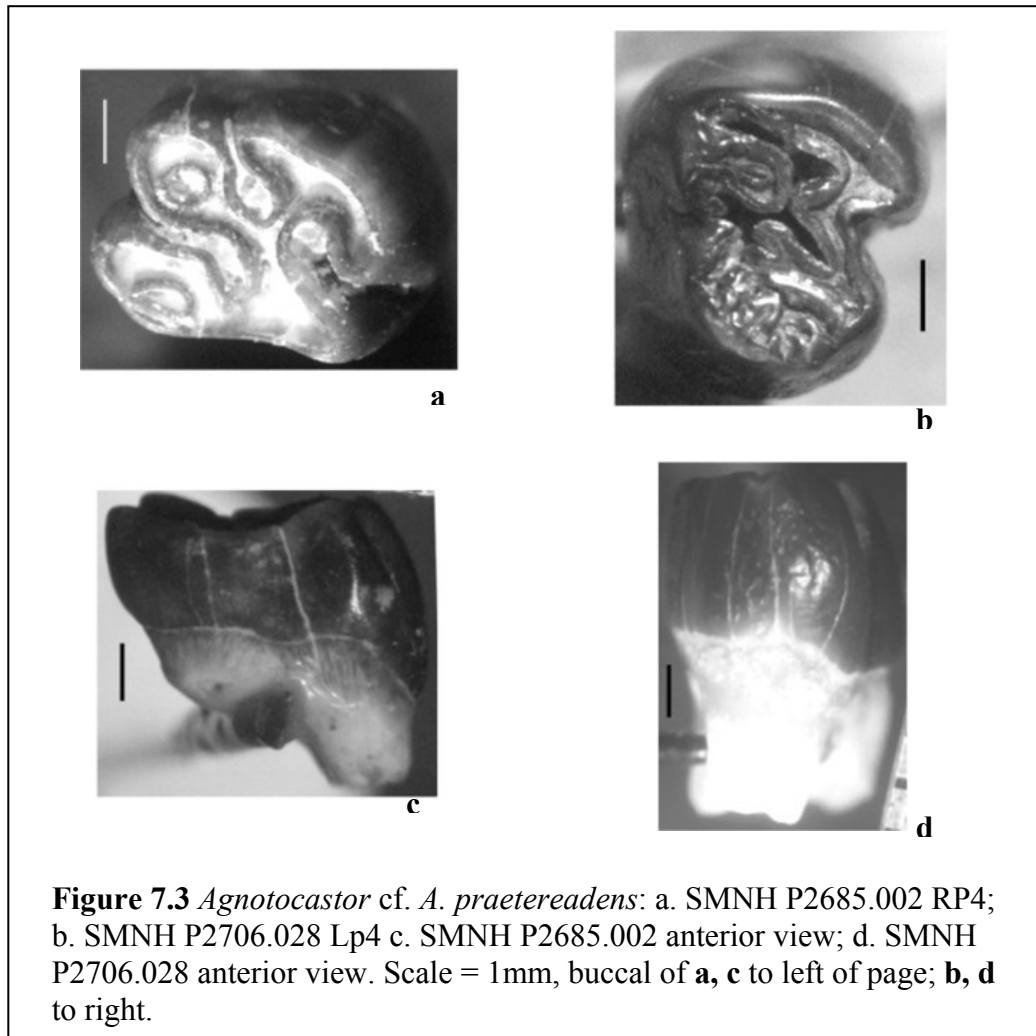 a
b
c
d
Figure 7.3 Agnotocastor cf. A. praetereadens: a. SMNH P2685.002 RP4;
b. SMNH P2706.028 Lp4 c. SMNH P2685.002 anterior view; d. SMNH
P2706.028 anterior view. Scale = 1mm, buccal of a, c to left of page; b, d
to right.